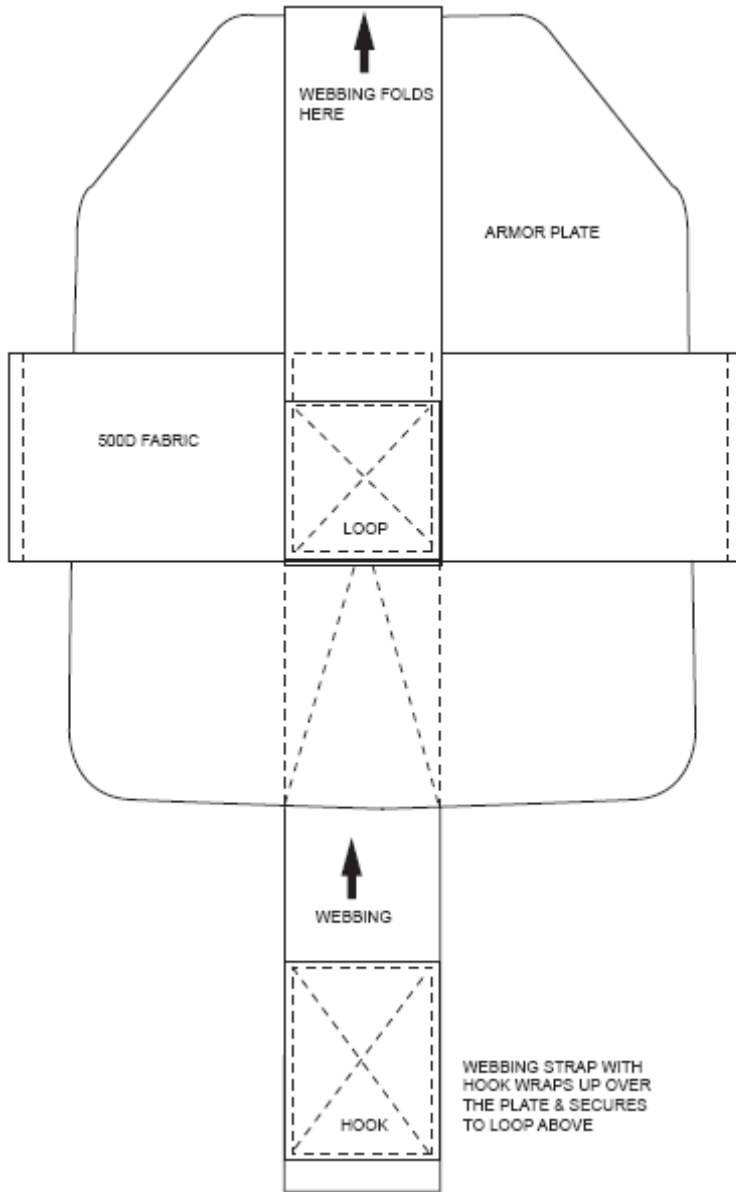 WEBBING FOLDS
HERE
ARMOR PLATE
500D FABRIC
LOOP
WEBBING
HOOK
WEBBING STRAP WITH
HOOK WRAPS UP OVER
THE PLATE & SECURES
TO LOOP ABOVE